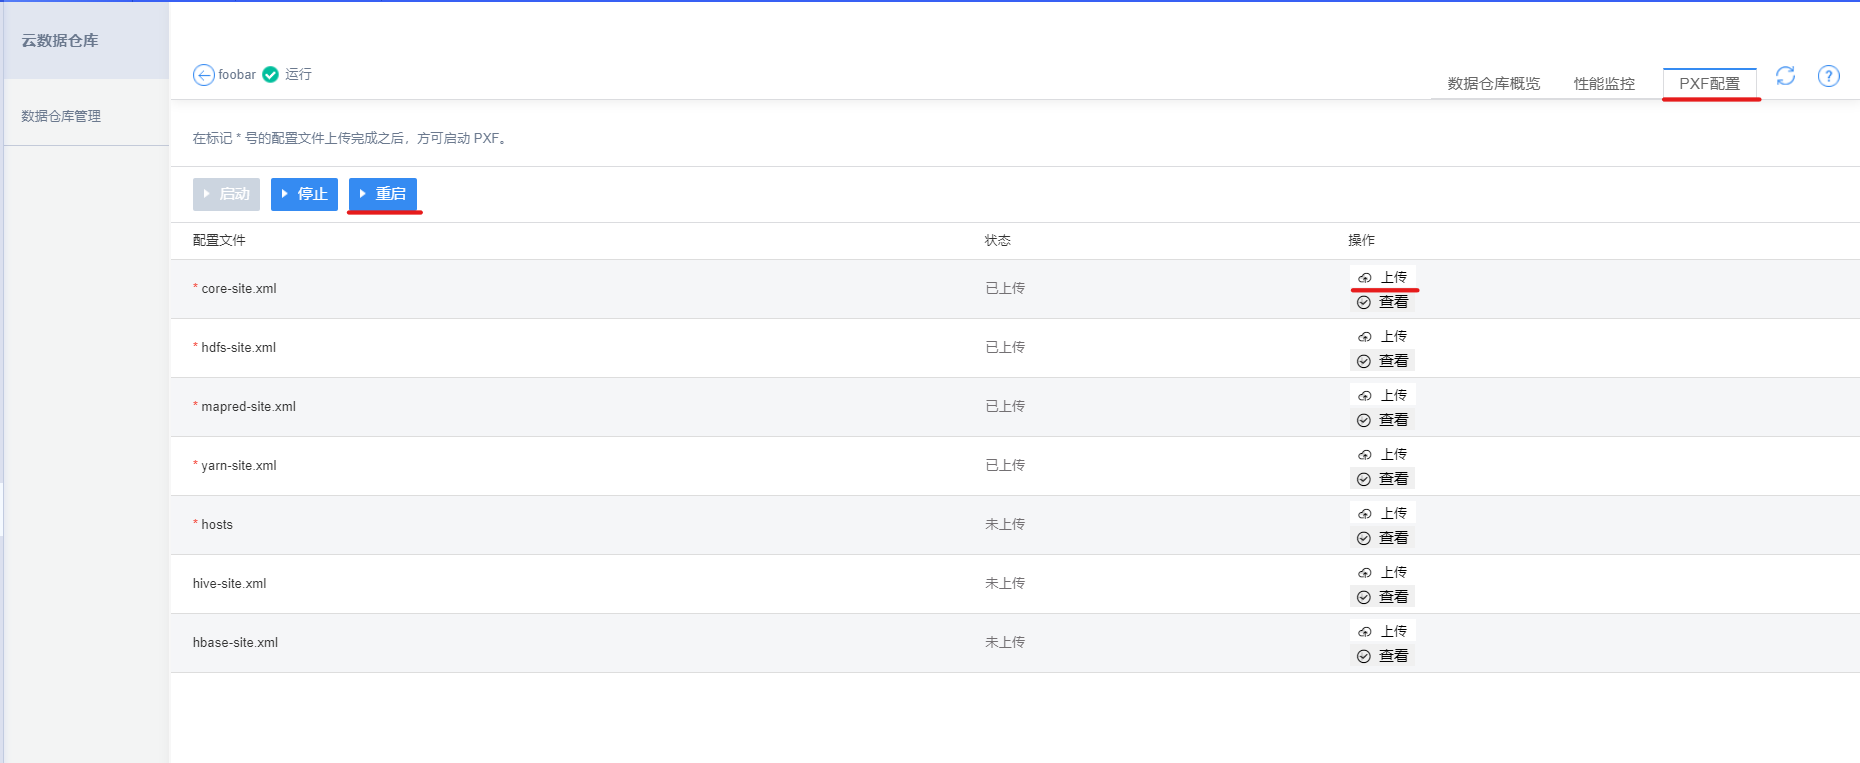 云数据仓库
数据仓库管理
foobar 运行
数据仓库概览 性能监控 PXF配置 ?
在标记 * 号的配置文件上传完成之后，方可启动 PXF。
启动 停止 重启
配置文件 状态 操作
* core-site.xml 已上传 上传
查看
* hdfs-site.xml 已上传 上传
查看
* mapred-site.xml 已上传 上传
查看
* yarn-site.xml 已上传 上传
查看
* hosts 未上传 上传
查看
hive-site.xml 未上传 上传
查看
hbase-site.xml 未上传 上传
查看